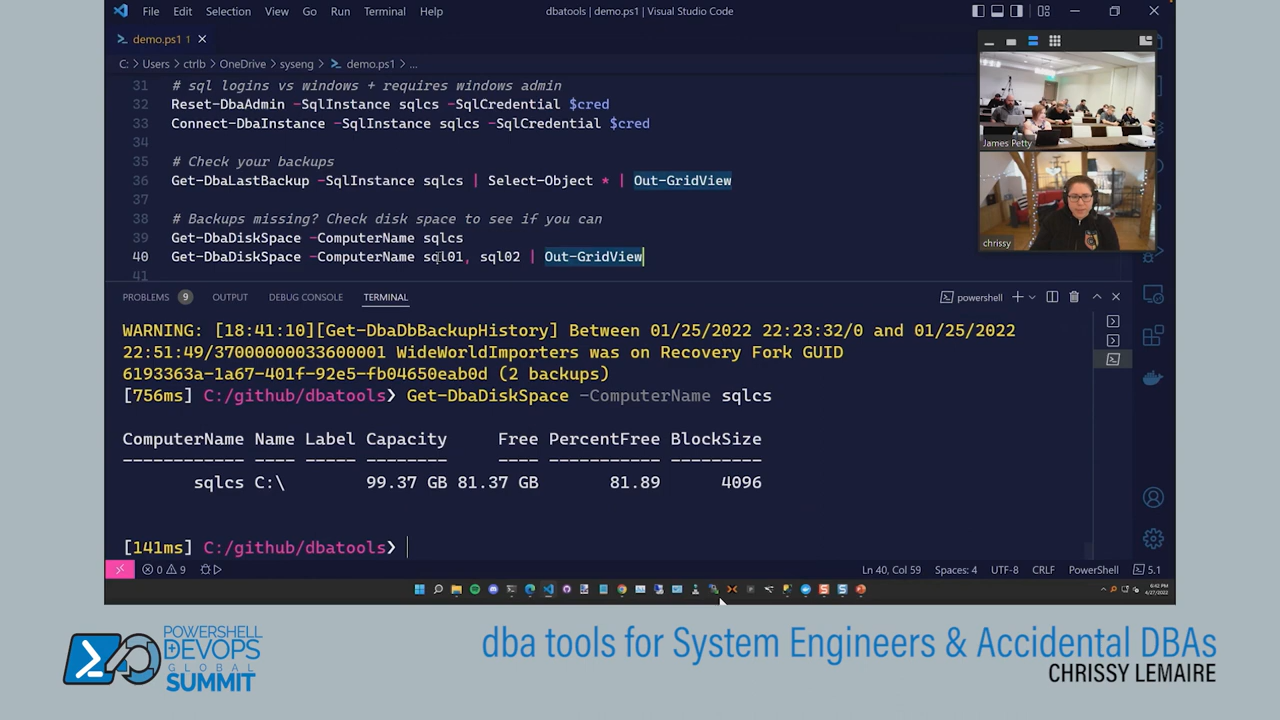 File Edit Selection View Go Run Terminal Help
dbatools | demo.ps1 | Visual Studio Code
demo.ps1 1
C: > Users > ctrlb > OneDrive > syseng > demo.ps1 > ...
31 # sql logins vs windows + requires windows admin
32 Reset-DbaAdmin -SqlInstance sqlcs -SqlCredential $cred
33 Connect-DbaInstance -SqlInstance sqlcs -SqlCredential $cred
34
35 # Check your backups
36 Get-DbaLastBackup -SqlInstance sqlcs | Select-Object * | Out-GridView
37
38 # Backups missing? Check disk space to see if you can
39 Get-DbaDiskSpace -ComputerName sqlcs
40 Get-DbaDiskSpace -ComputerName sql01, sql02 | Out-GridView
41
James Petty
chrissy
PROBLEMS 9 OUTPUT DEBUG CONSOLE TERMINAL
powershell
WARNING: [18:41:10][Get-DbaDbBackupHistory] Between 01/25/2022 22:23:32/0 and 01/25/2022
22:51:49/37000000033600001 WideWorldImporters was on Recovery Fork GUID
6193363a-1a67-401f-92e5-fb04650eab0d (2 backups)
[756ms] C:/github/dbatools❯ Get-DbaDiskSpace -ComputerName sqlcs
ComputerName Name Label Capacity Free PercentFree BlockSize
------------ ---- ----- -------- ---- ----------- ---------
sqlcs C:\ 99.37 GB 81.37 GB 81.89 4096
[141ms] C:/github/dbatools❯
0 9
Ln 40, Col 59 Spaces: 4 UTF-8 CRLF PowerShell 5.1
6:42 PM
4/27/2022
POWERSHELL
DEVOPS
GLOBAL
SUMMIT
dba tools for System Engineers & Accidental DBAs
CHRISSY LEMAIRE